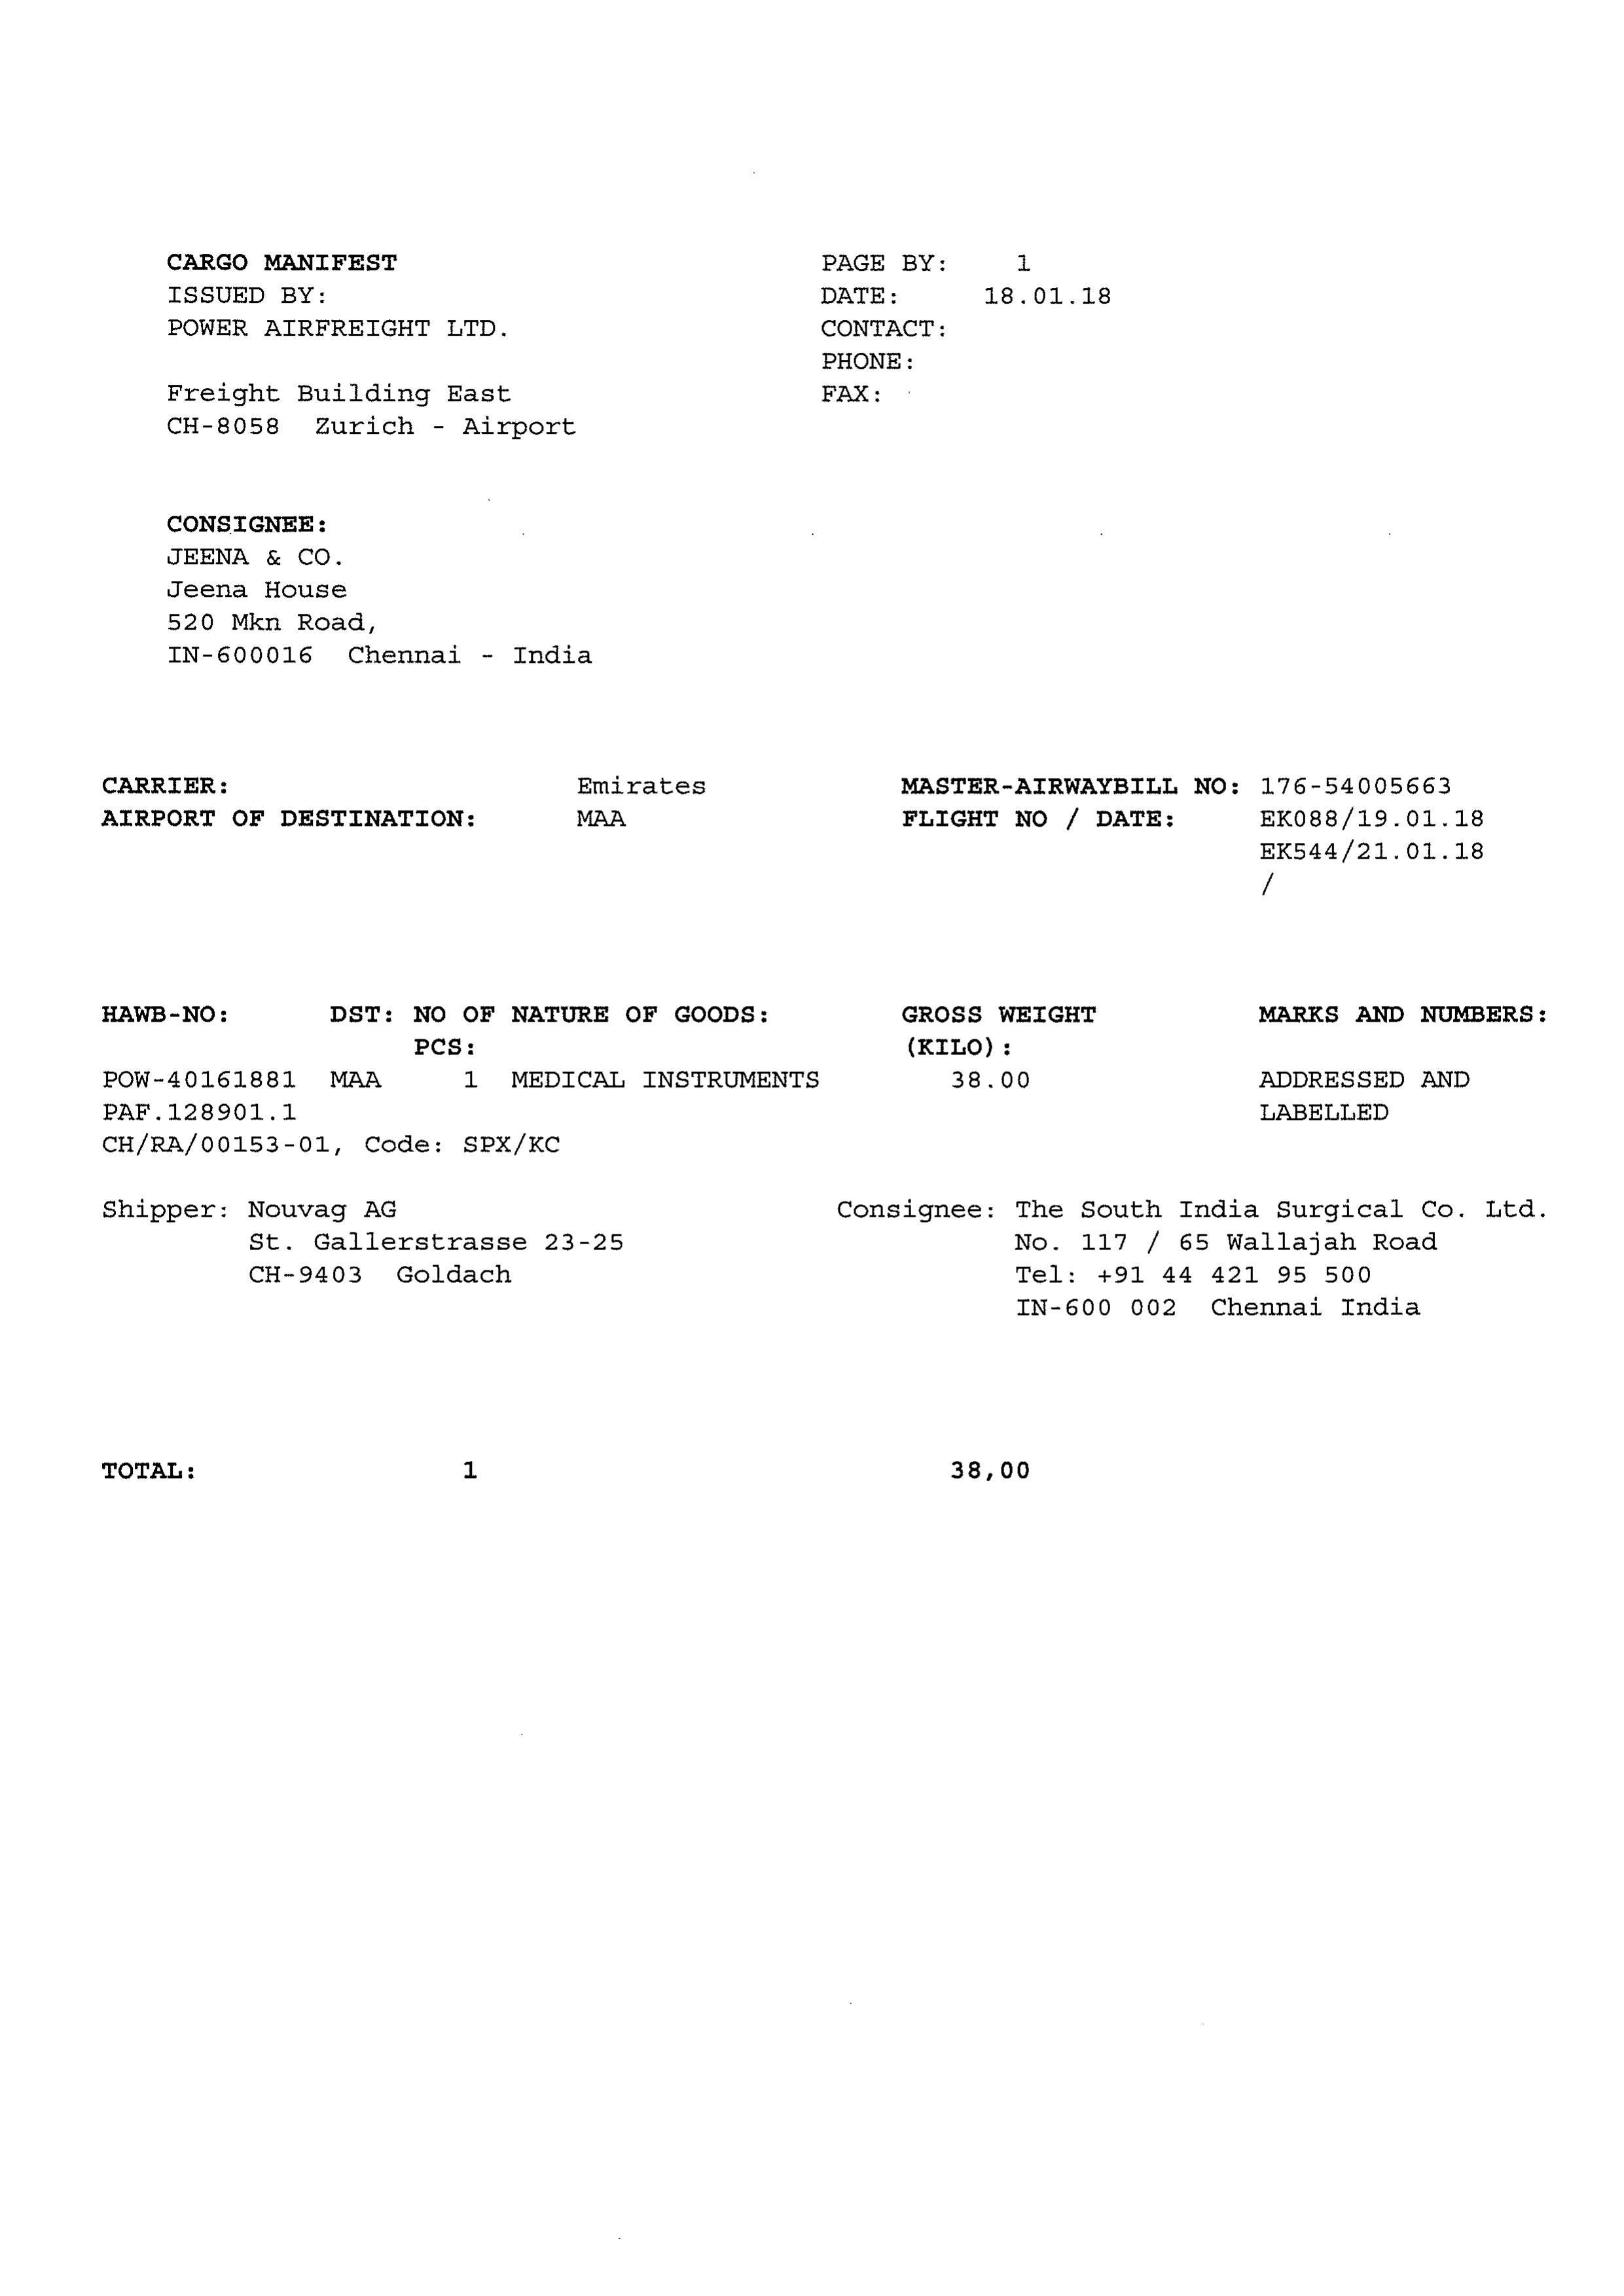 CARGO MANIFEST PAGE BY: 1
ISSUED BY: DATE: 18.01.18
POWER AIRFREIGHT LTD. CONTACT:
PHONE:
Freight Building East FAX:
CH-8058 Zurich - Airport
CONSIGNEE:
JEENA & CO.
Jeena House
520 Mkn Road,
IN-600016 Chennai - India
CARRIER: Emirates MASTER-AIRWAYBILL NO: 176-54005663
AIRPORT OF DESTINATION: MAA FLIGHT NO / DATE: EK088/19.01.18
EK544/21.01.18
/
HAWB-NO: DST: NO OF NATURE OF GOODS: GROSS WEIGHT MARKS AND NUMBERS:
PCS: (KILO):
POW-40161881 MAA 1 MEDICAL INSTRUMENTS 38.00 ADDRESSED AND
PAF.128901.1 LABELLED
CH/RA/00153-01, Code: SPX/KC
Shipper: Nouvag AG Consignee: The South India Surgical Co. Ltd.
St. Gallerstrasse 23-25 No. 117 / 65 Wallajah Road
CH-9403 Goldach Tel: +91 44 421 95 500
IN-600 002 Chennai India
TOTAL: 1 38,00